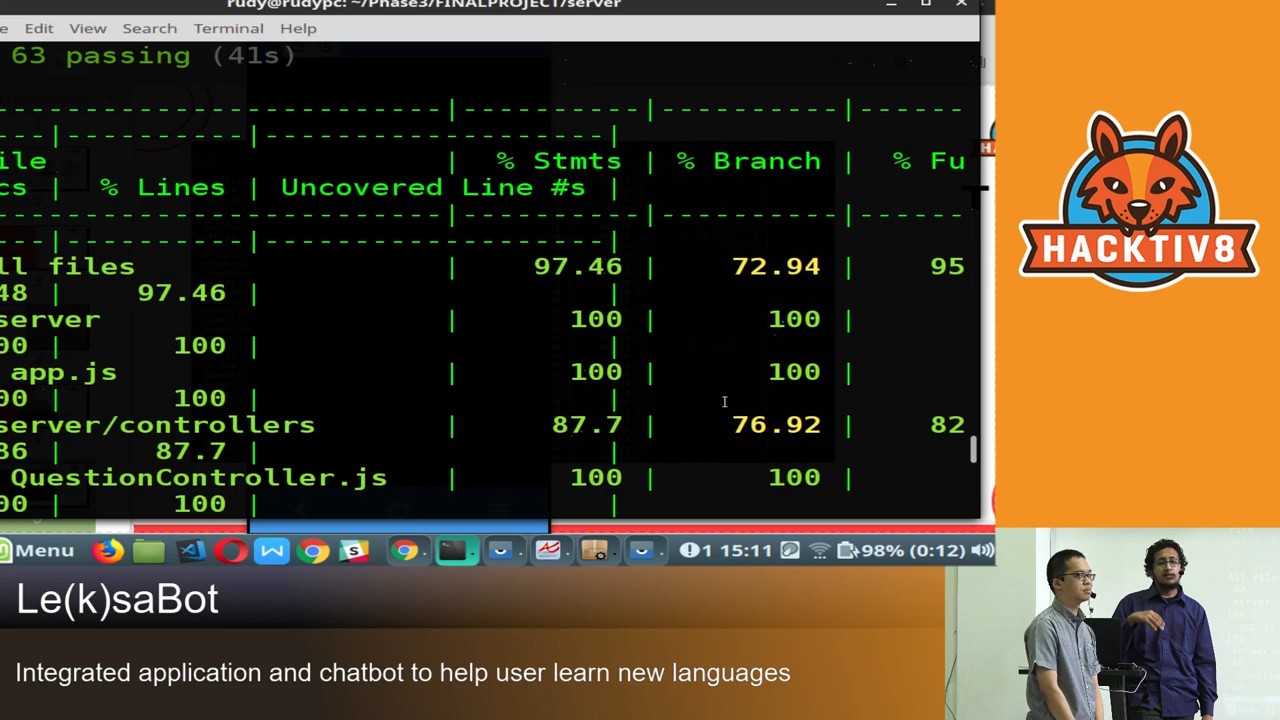 rudy@rudypc: ~/Phase3/FINALPROJECT/server
Edit View Search Terminal Help
63 passing (41s)
ile | % Stmts | % Branch | % Fu
cs | % Lines | Uncovered Line #s |
ll files | 97.46 | 72.94 | 95
48 | 97.46 | |
server | 100 | 100 |
00 | 100 | |
app.js | 100 | 100 |
00 | 100 | |
server/controllers | 87.7 | 76.92 | 82
86 | 87.7 | |
QuestionController.js | 100 | 100 |
00 | 100 | |
Menu
1 15:11 98% (0:12)
HACKTIV8
Le(k)saBot
Integrated application and chatbot to help user learn new languages